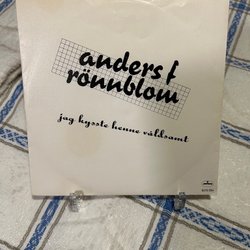 anders f
rönnblom
jag kysste henne våldsamt